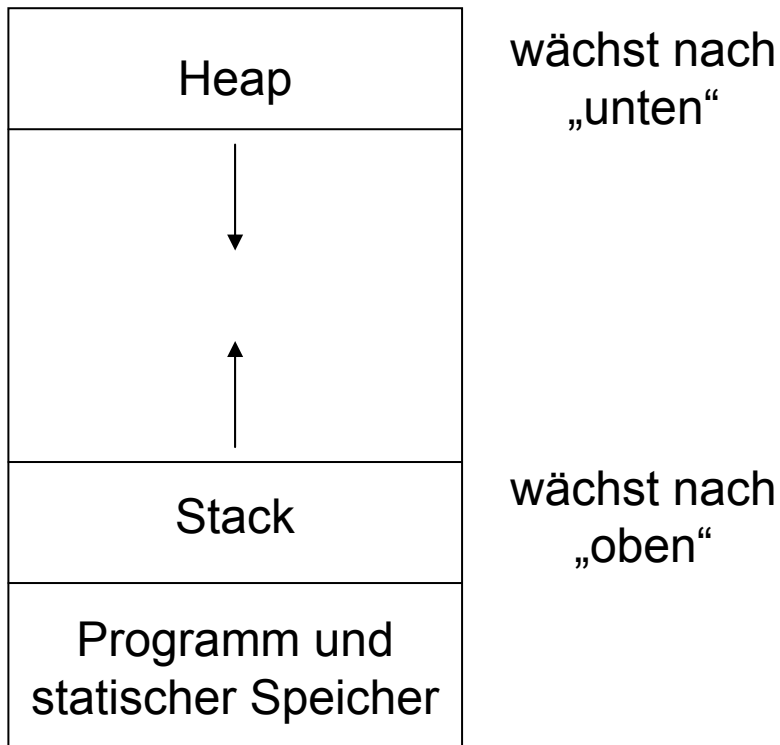 Heap
wächst nach
„unten“
Stack
wächst nach
„oben“
Programm und
statischer Speicher